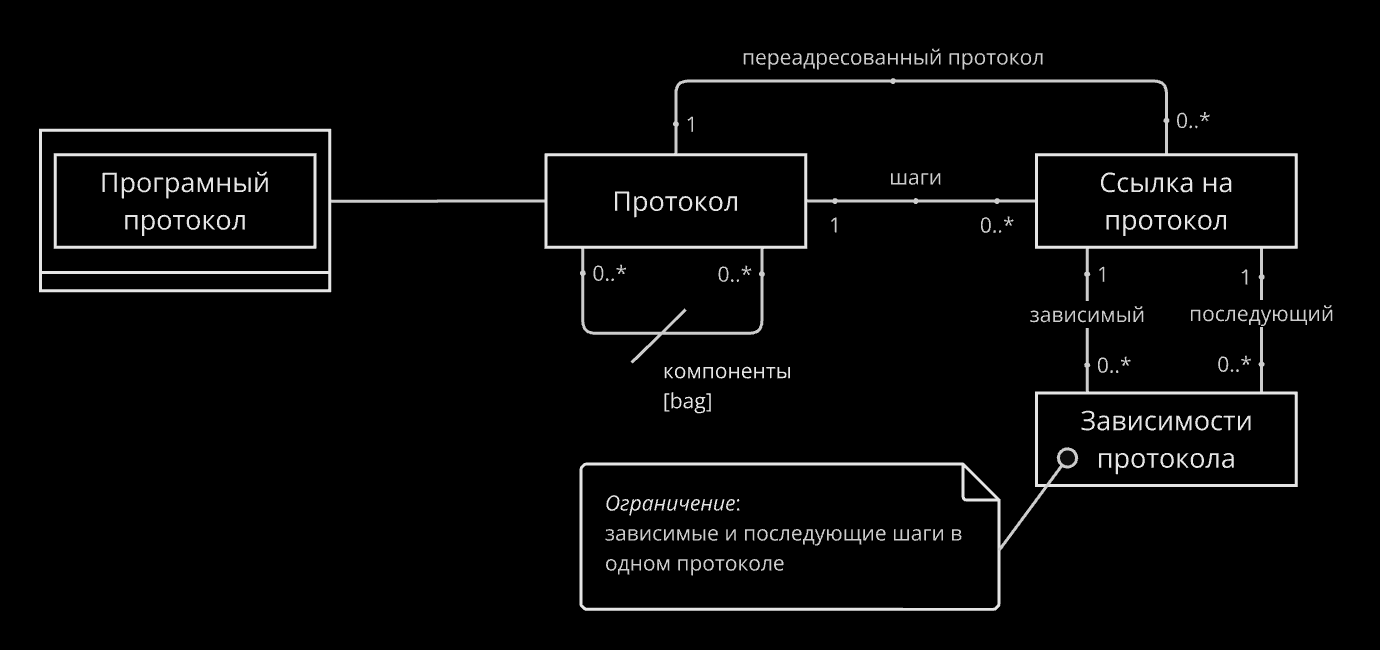 переадресованный протокол
1
0..*
Програмный
протокол
Протокол
шаги
1
0..*
Ссылка на
протокол
0..*
0..*
компоненты
[bag]
1
1
зависимый
последующий
0..*
0..*
Зависимости
протокола
Ограничение:
зависимые и последующие шаги в
одном протоколе